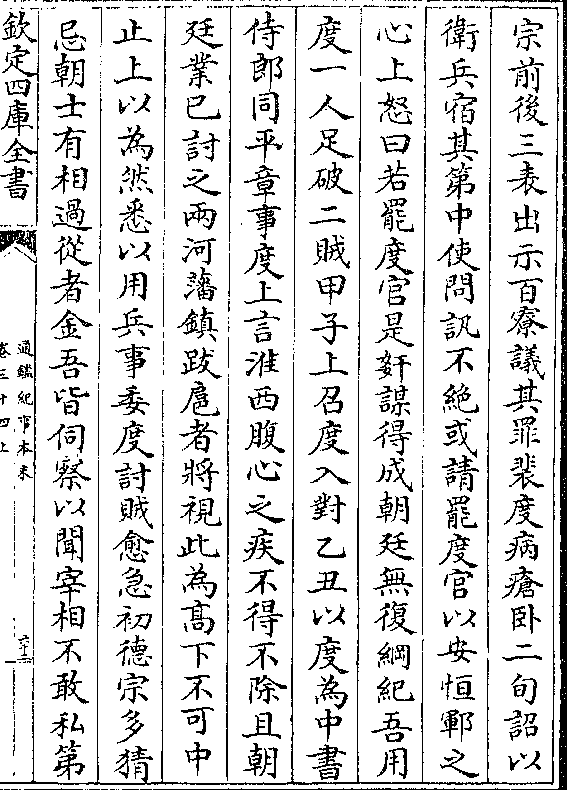 宗前後三表出示百寮議其罪裴度病瘡卧二旬詔以
衛兵宿其第中使問訊不絶或請罷度官以安恒鄆之
心上怒曰若罷度官是奸謀得成朝廷無復綱紀吾用
度一人足破二賊甲子上召度入對乙丑以度為中書
侍郎同平章事度上言淮西腹心之疾不得不除且朝
廷業已討之兩河藩鎮跋扈者將視此為髙下不可中
止上以為然悉以用兵事委度討賊愈急初德宗多猜
忌朝士有相過從者金吾皆伺察以聞宰相不敢私第
欽定四庫全書
通鑑紀事本末
卷三十四上